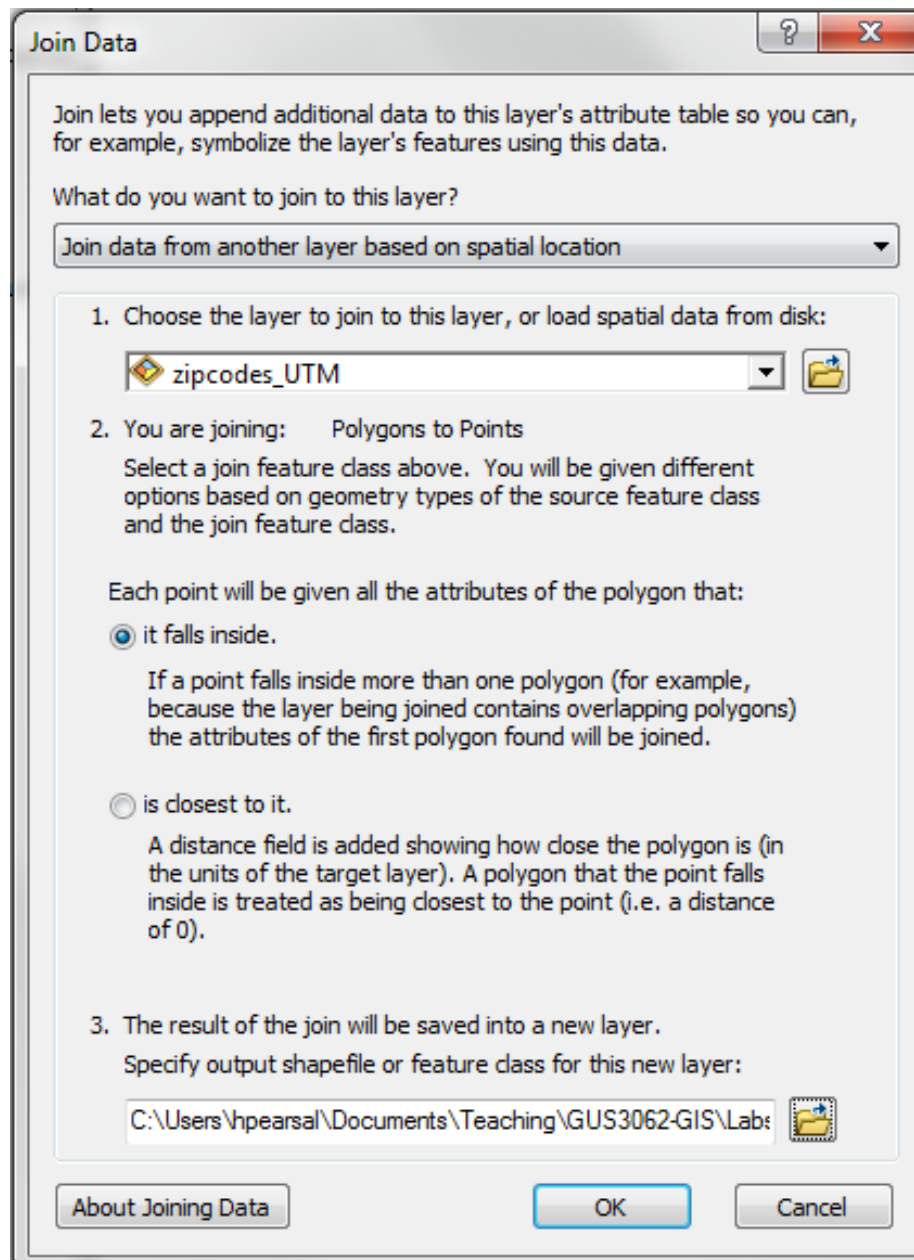 Join Data
Join lets you append additional data to this layer's attribute table so you can,
for example, symbolize the layer's features using this data.
What do you want to join to this layer?
Join data from another layer based on spatial location
1. Choose the layer to join to this layer, or load spatial data from disk:
zipcodes_UTM
2. You are joining: Polygons to Points
Select a join feature class above. You will be given different
options based on geometry types of the source feature class
and the join feature class.
Each point will be given all the attributes of the polygon that:
it falls inside.
If a point falls inside more than one polygon (for example,
because the layer being joined contains overlapping polygons)
the attributes of the first polygon found will be joined.
is closest to it.
A distance field is added showing how close the polygon is (in
the units of the target layer). A polygon that the point falls
inside is treated as being closest to the point (i.e. a distance
of 0).
3. The result of the join will be saved into a new layer.
Specify output shapefile or feature class for this new layer:
C:\Users\hpearsal\Documents\Teaching\GUS3062-GIS\Labs
About Joining Data OK Cancel